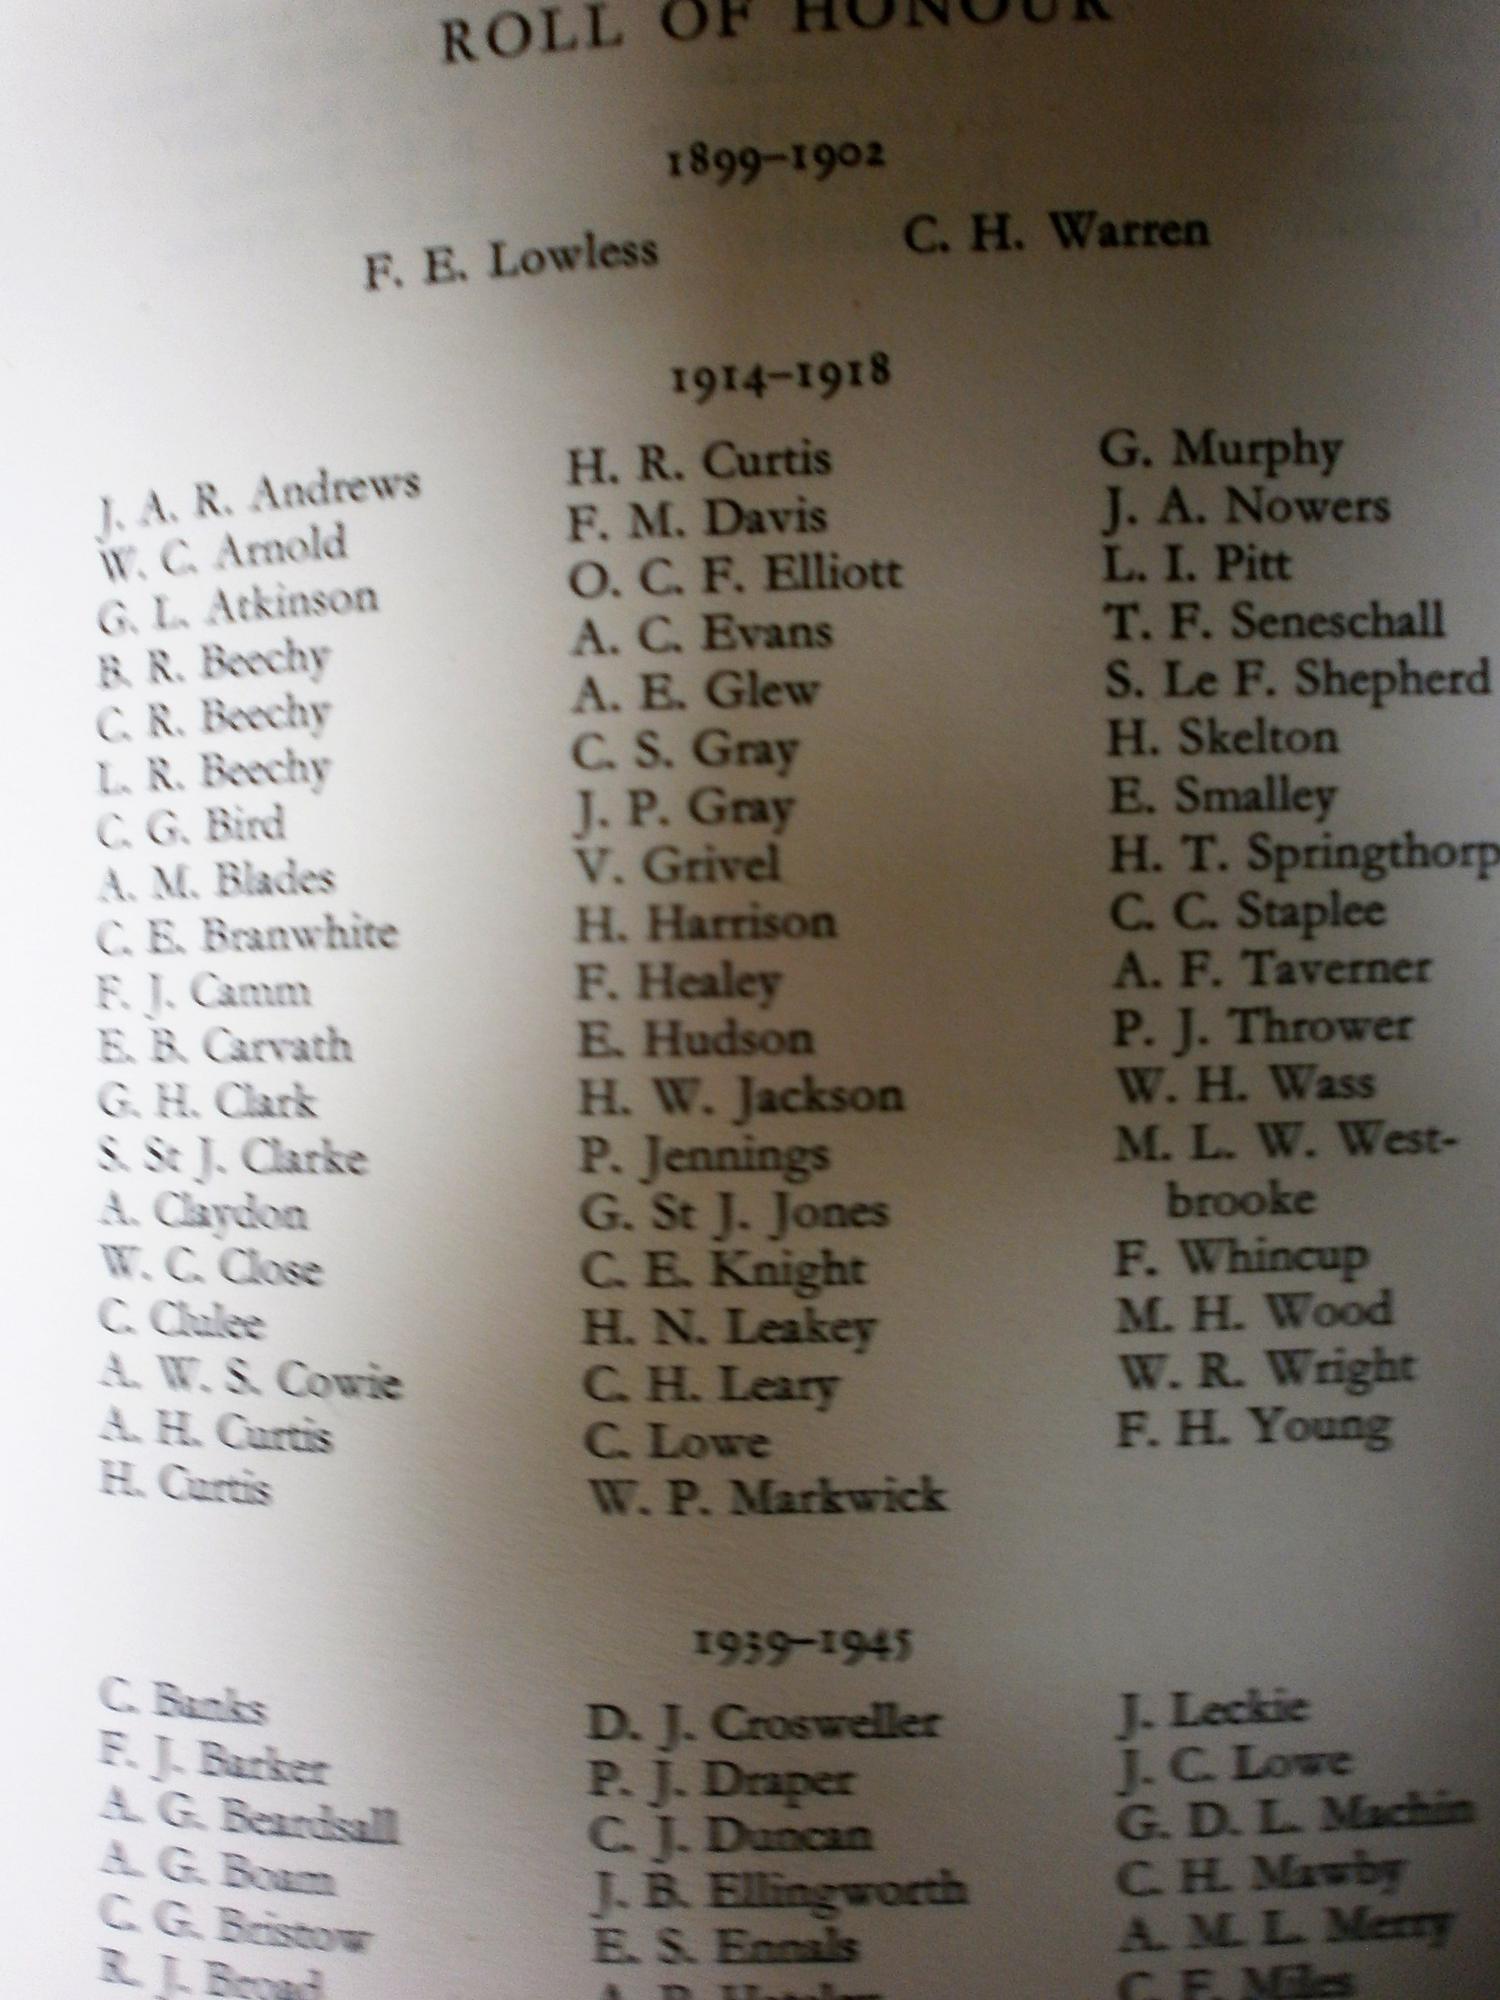 ROLL OF HONOUR
1899–1902
F. E. Lowless
C. H. Warren
1914–1918
J. A. R. Andrews
W. C. Arnold
G. L. Atkinson
B. R. Beechy
C. R. Beechy
L. R. Beechy
C. G. Bird
A. M. Blades
C. E. Branwhite
F. J. Camm
E. B. Carvath
G. H. Clark
S. St J. Clarke
A. Claydon
W. C. Close
C. Clulee
A. W. S. Cowie
A. H. Curtis
H. Curtis
H. R. Curtis
F. M. Davis
O. C. F. Elliott
A. C. Evans
A. E. Glew
C. S. Gray
J. P. Gray
V. Grivel
H. Harrison
F. Healey
E. Hudson
H. W. Jackson
P. Jennings
G. St J. Jones
C. E. Knight
H. N. Leakey
C. H. Leary
C. Lowe
W. P. Markwick
G. Murphy
J. A. Nowers
L. I. Pitt
T. F. Seneschall
S. Le F. Shepherd
H. Skelton
E. Smalley
H. T. Springthorp
C. C. Staplee
A. F. Taverner
P. J. Thrower
W. H. Wass
M. L. W. West-
brooke
F. Whincup
M. H. Wood
W. R. Wright
F. H. Young
1939–1945
C. Banks
F. J. Barker
A. G. Beardsall
A. G. Boam
C. G. Bristow
R. J. Broad
D. J. Crosweller
P. J. Draper
C. J. Duncan
J. B. Ellingworth
E. S. Ennals
J. Leckie
J. C. Lowe
G. D. L. Machin
C. H. Mawby
A. M. L. Merry
Miles